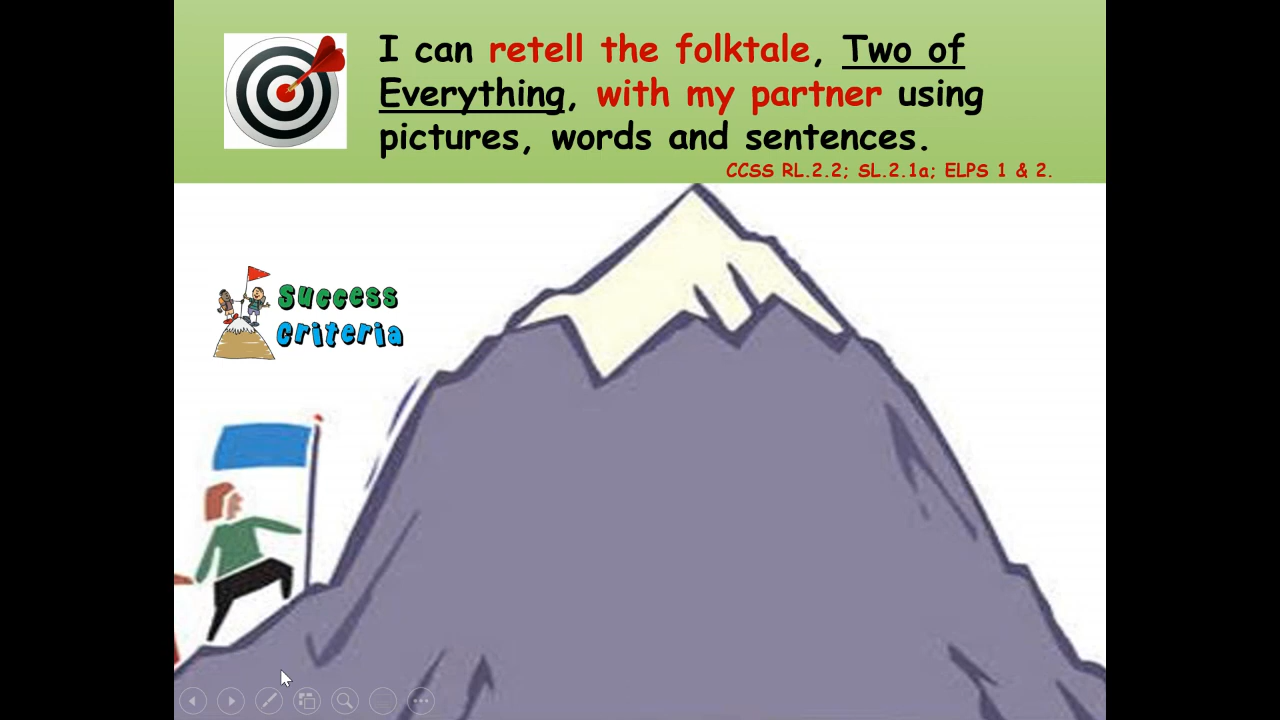 I can retell the folktale, Two of
Everything, with my partner using
pictures, words and sentences.
CCSS RL.2.2; SL.2.1a; ELPS 1 & 2.
Success
Criteria